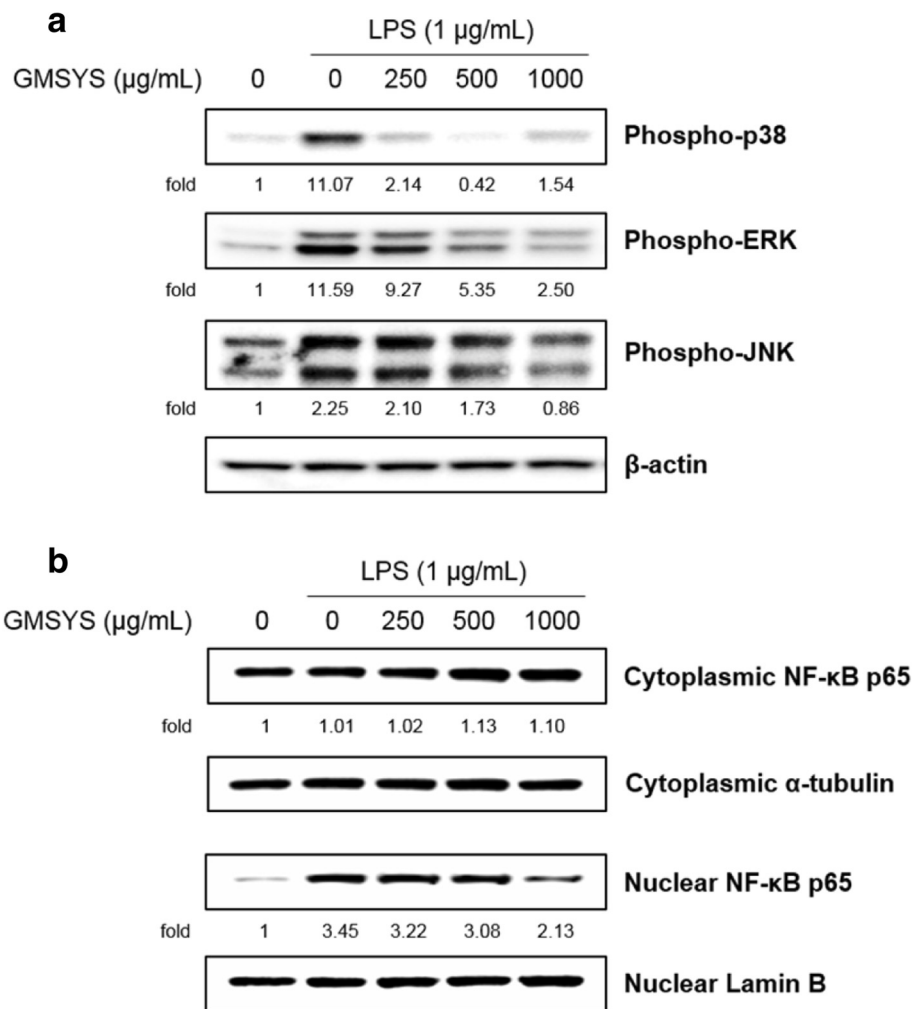 a
LPS (1 µg/mL)
GMSYS (µg/mL) 0 0 250 500 1000
Phospho-p38
fold 1 11.07 2.14 0.42 1.54
Phospho-ERK
fold 1 11.59 9.27 5.35 2.50
Phospho-JNK
fold 1 2.25 2.10 1.73 0.86
β-actin
b
LPS (1 µg/mL)
GMSYS (µg/mL) 0 0 250 500 1000
Cytoplasmic NF-κB p65
fold 1 1.01 1.02 1.13 1.10
Cytoplasmic α-tubulin
Nuclear NF-κB p65
fold 1 3.45 3.22 3.08 2.13
Nuclear Lamin B